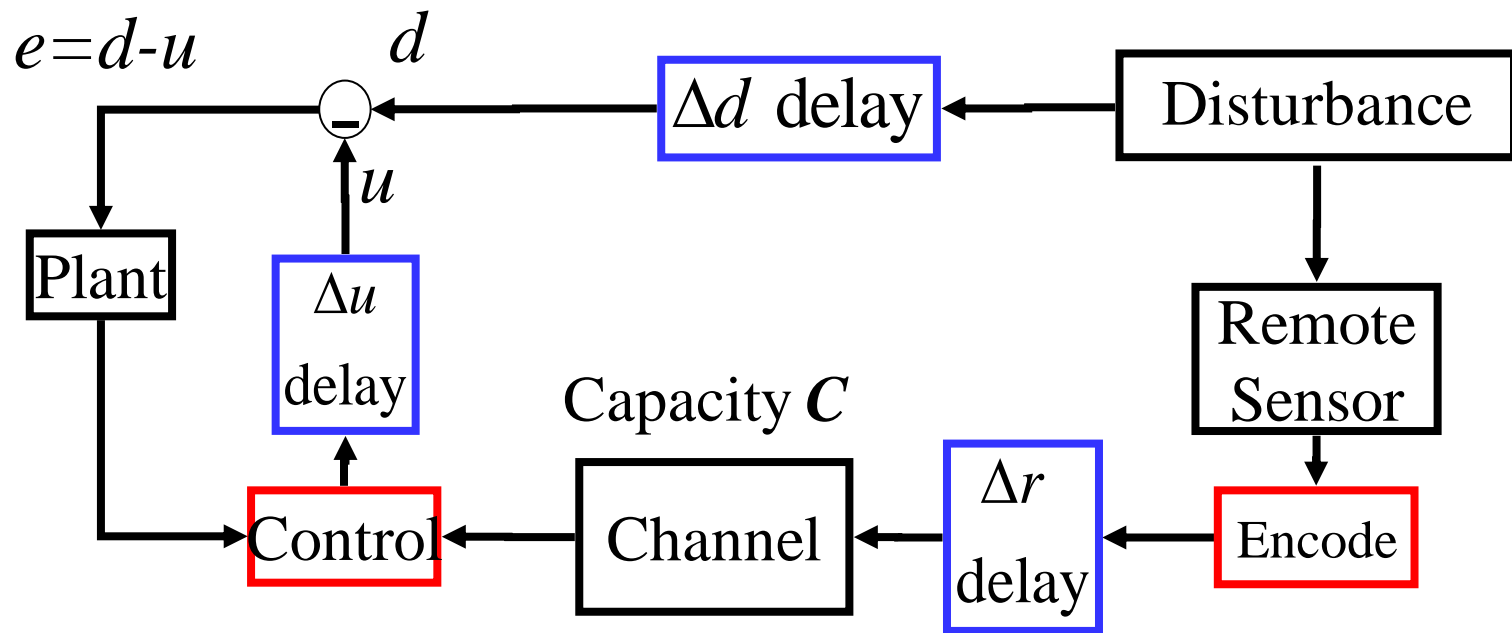 e=d-u
d
Δd delay
Disturbance
-
u
Plant
Δu
delay
Remote
Sensor
Capacity C
Δr
delay
Control
Channel
Encode